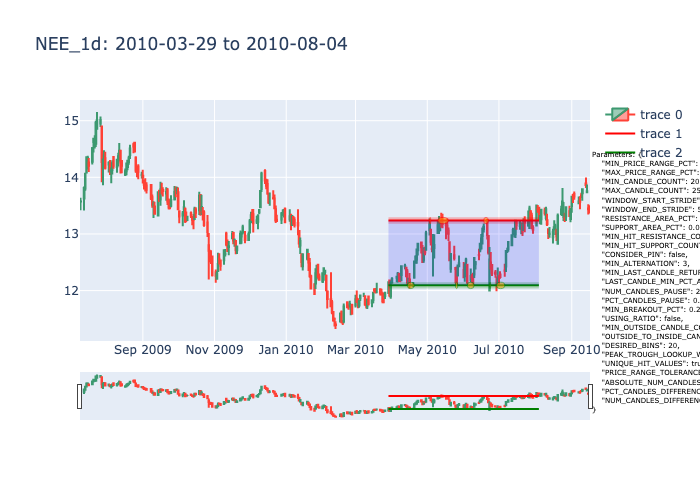 NEE_1d: 2010-03-29 to 2010-08-04
15
14
13
12
Sep 2009
Nov 2009
Jan 2010
Mar 2010
May 2010
Jul 2010
Sep 2010
trace 0
trace 1
trace 2
Parameters: {
"MIN_PRICE_RANGE_PCT":
"MAX_PRICE_RANGE_PCT":
"MIN_CANDLE_COUNT": 20
"MAX_CANDLE_COUNT": 25
"WINDOW_START_STRIDE"
"WINDOW_END_STRIDE":
"RESISTANCE_AREA_PCT":
"SUPPORT_AREA_PCT": 0.0
"MIN_HIT_RESISTANCE_CO
"MIN_HIT_SUPPORT_COUN
"CONSIDER_PIN": false,
"MIN_ALTERNATION": 3,
"MIN_LAST_CANDLE_RETUR
"LAST_CANDLE_MIN_PCT_A
"NUM_CANDLES_PAUSE": 2
"PCT_CANDLES_PAUSE": 0.
"MIN_BREAKOUT_PCT": 0.2
"USING_RATIO": false,
"MIN_OUTSIDE_CANDLE_CO
"OUTSIDE_TO_INSIDE_CAN
"DESIRED_BINS": 20,
"PEAK_TROUGH_LOOKUP_W
"UNIQUE_HIT_VALUES": tru
"PRICE_RANGE_TOLERANC
"ABSOLUTE_NUM_CANDLES
"PCT_CANDLES_DIFFERENC
"NUM_CANDLES_DIFFEREN
}